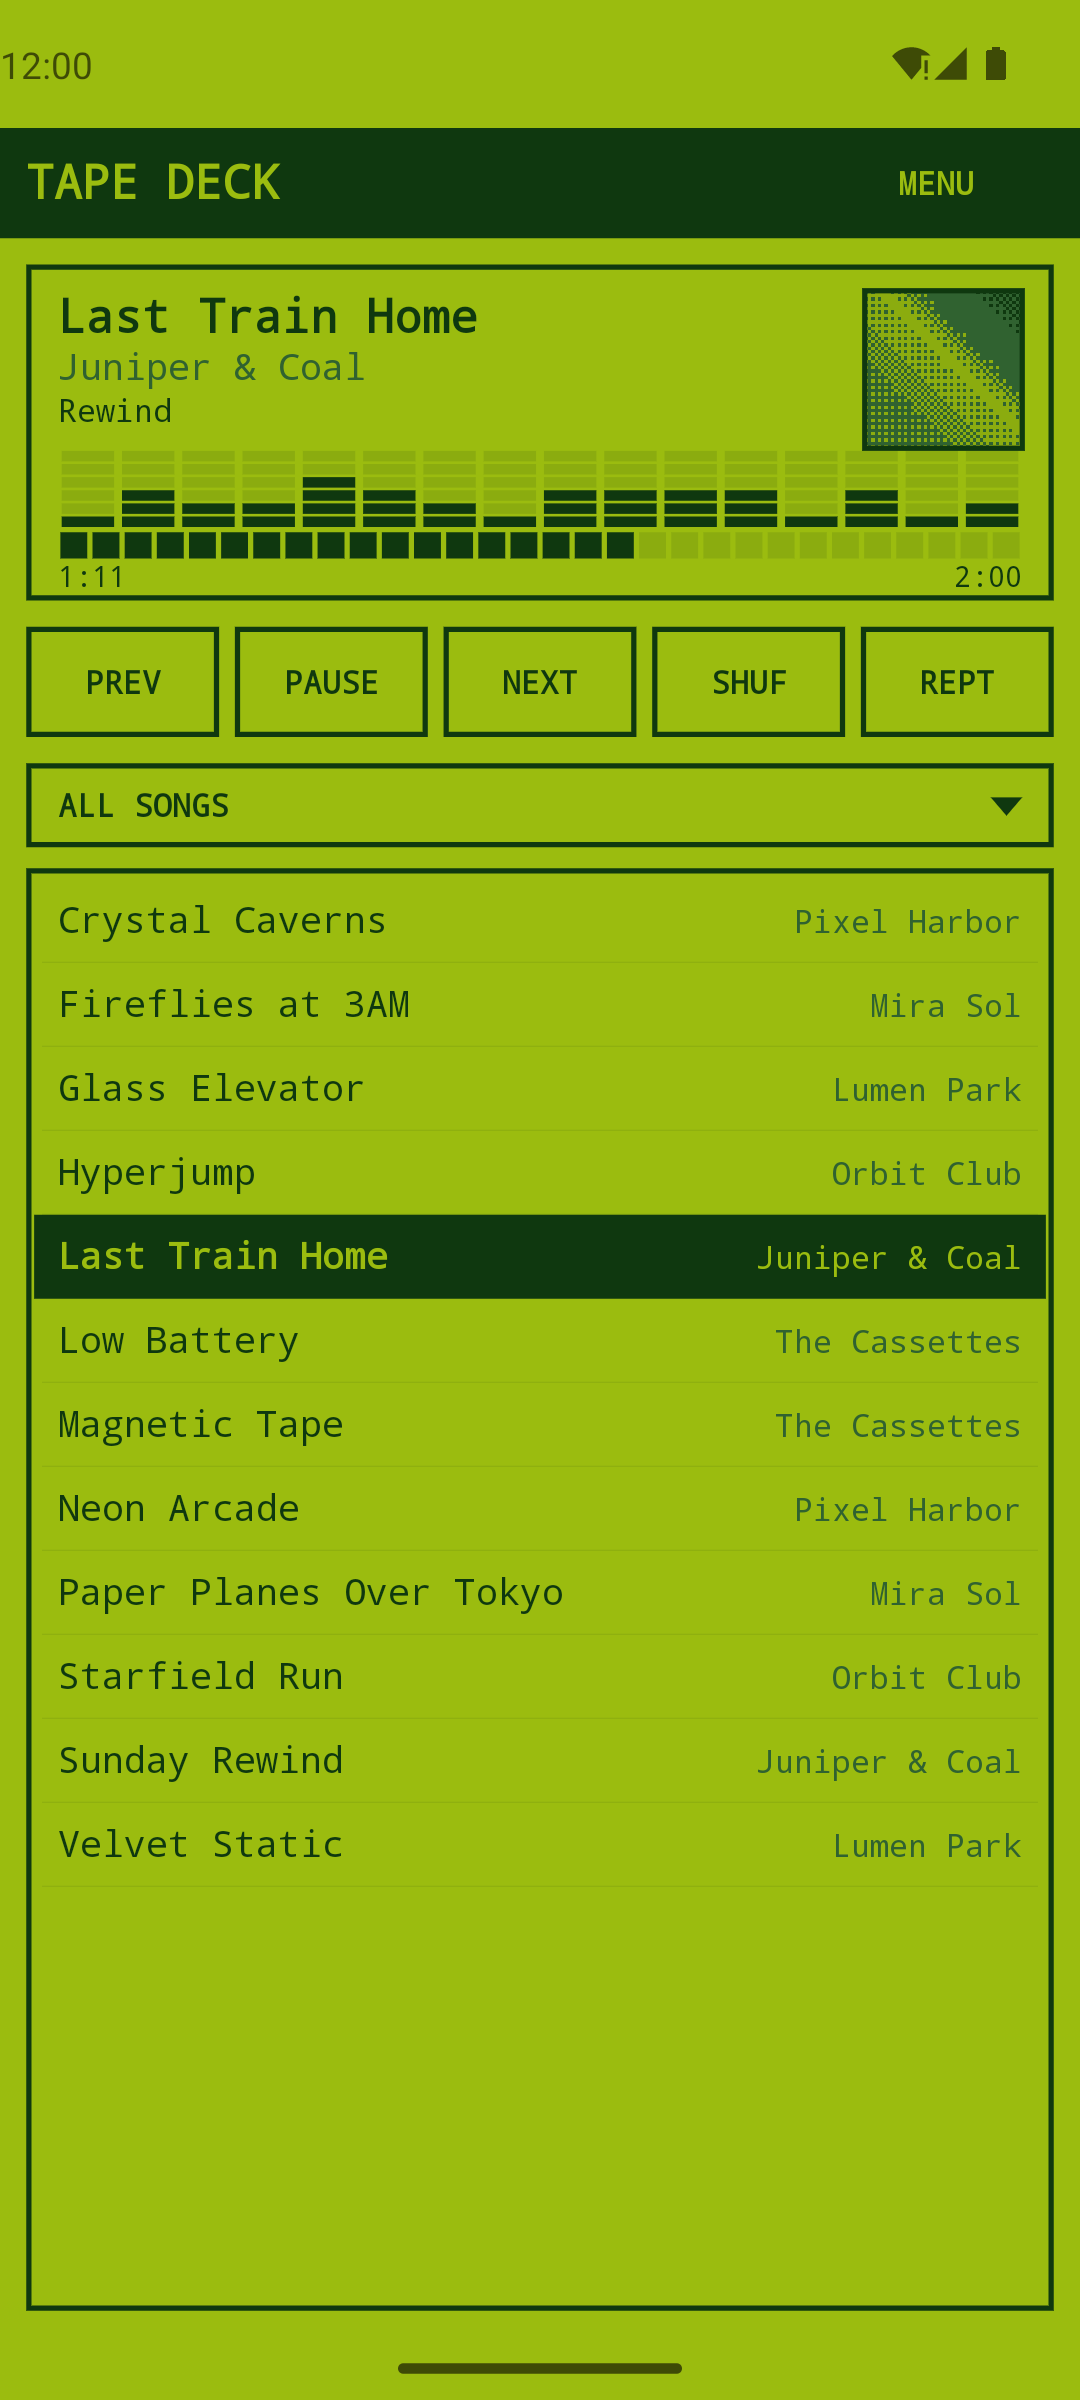 12:00
TAPE DECK MENU
Last Train Home
Juniper & Coal
Rewind
1:11 2:00
PREV PAUSE NEXT SHUF REPT
ALL SONGS
Crystal Caverns Pixel Harbor
Fireflies at 3AM Mira Sol
Glass Elevator Lumen Park
Hyperjump Orbit Club
Last Train Home Juniper & Coal
Low Battery The Cassettes
Magnetic Tape The Cassettes
Neon Arcade Pixel Harbor
Paper Planes Over Tokyo Mira Sol
Starfield Run Orbit Club
Sunday Rewind Juniper & Coal
Velvet Static Lumen Park